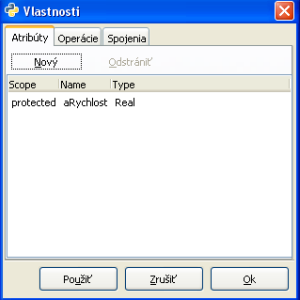 Vlastnosti
Atribúty Operácie Spojenia
Nový Odstrániť
Scope Name Type
protected aRychlost Real
Použiť Zrušiť Ok